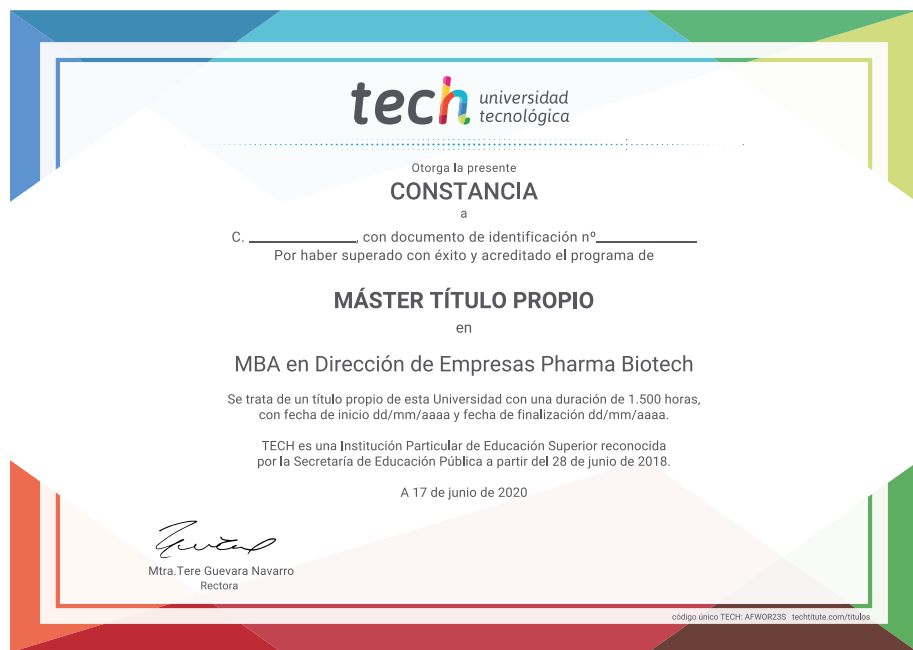 tech universidad
tecnológica
Otorga la presente
CONSTANCIA
a
C. ____________, con documento de identificación nº____________
Por haber superado con éxito y acreditado el programa de
MÁSTER TÍTULO PROPIO
en
MBA en Dirección de Empresas Pharma Biotech
Se trata de un título propio de esta Universidad con una duración de 1.500 horas,
con fecha de inicio dd/mm/aaaa y fecha de finalización dd/mm/aaaa.
TECH es una Institución Particular de Educación Superior reconocida
por la Secretaría de Educación Pública a partir del 28 de junio de 2018.
A 17 de junio de 2020
Mtra.Tere Guevara Navarro
Rectora
código único TECH: AFWOR23S techtitute.com/titulos